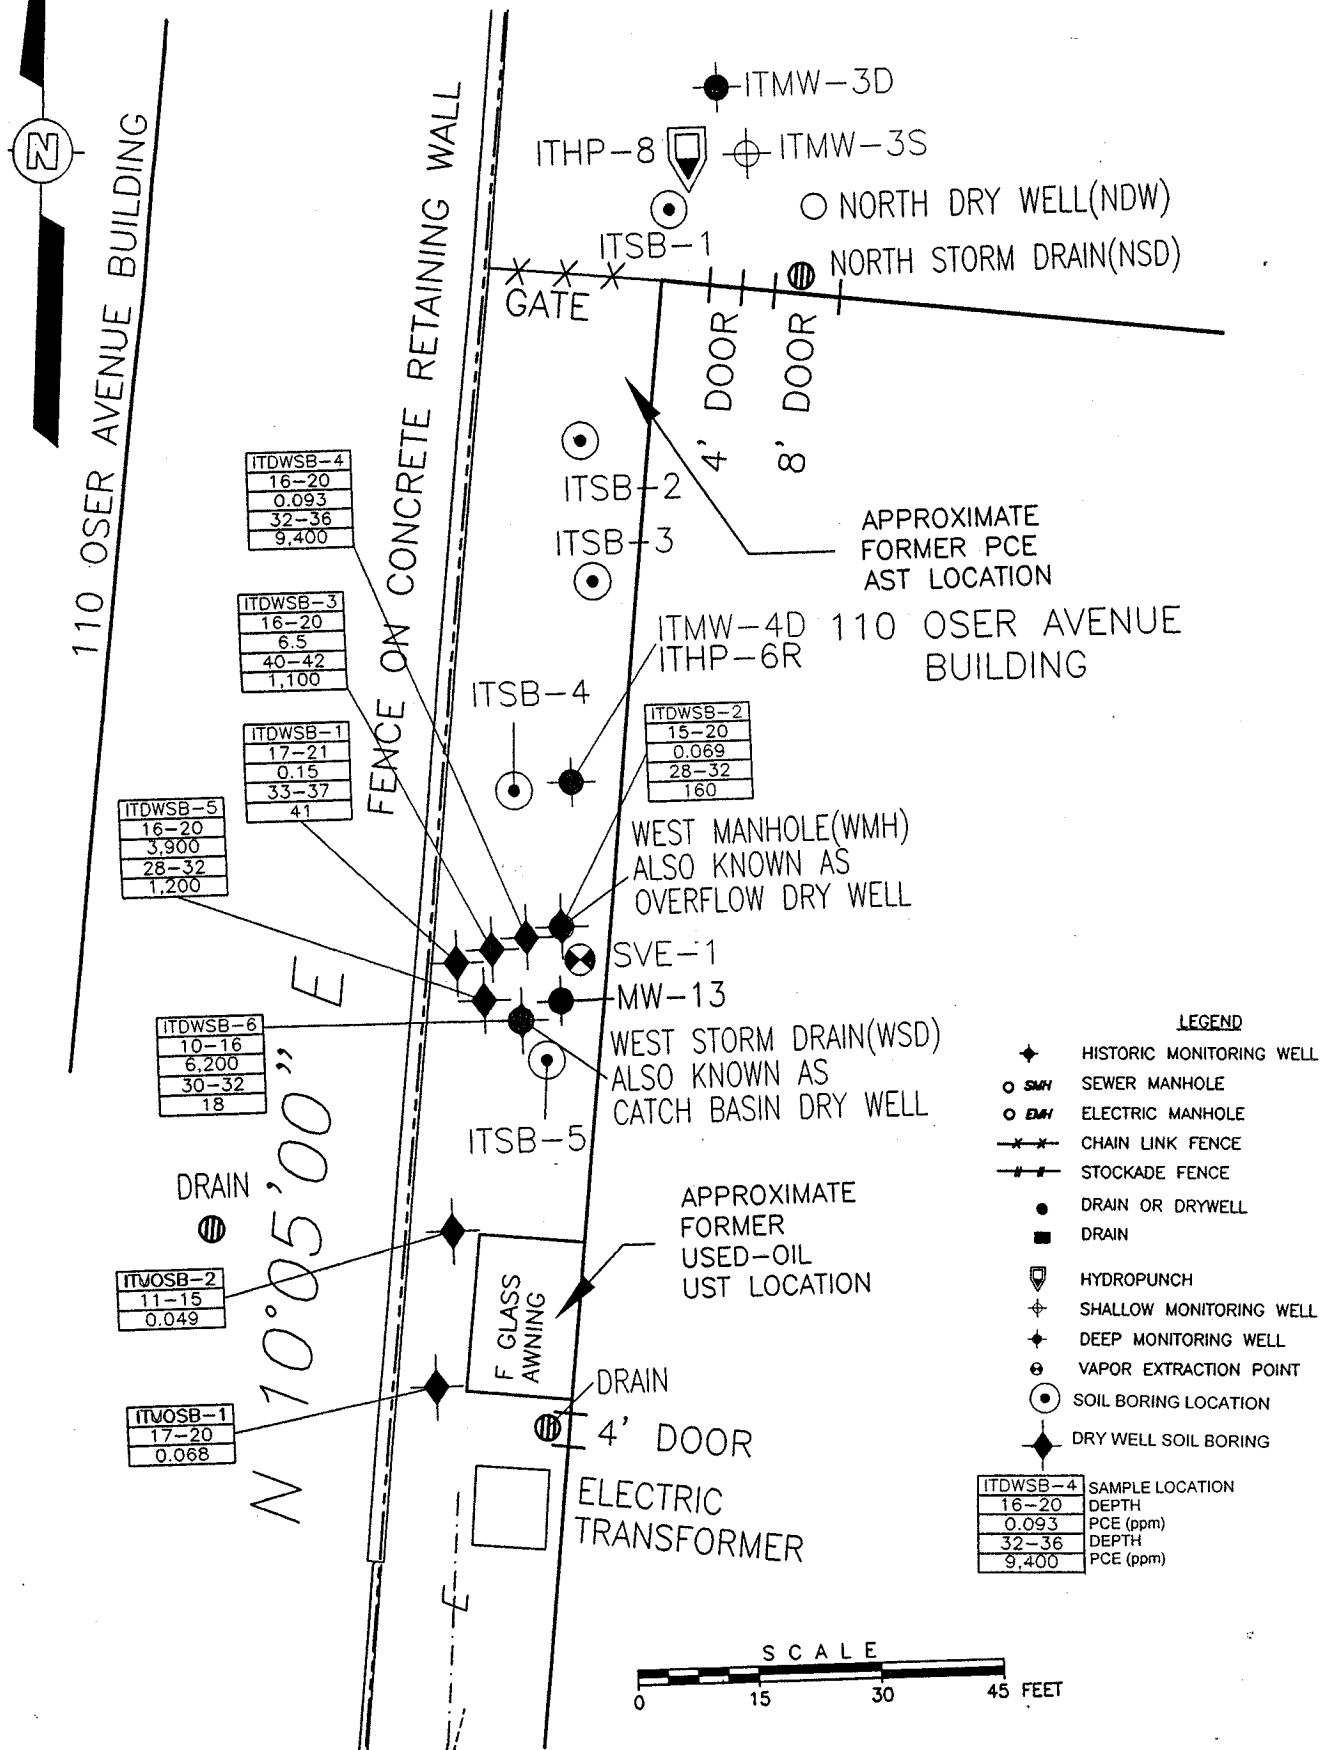 N
110 OSER AVENUE BUILDING
FENCE ON CONCRETE RETAINING WALL
ITMW-3D
ITHP-8
ITMW-3S
NORTH DRY WELL(NDW)
ITSB-1
NORTH STORM DRAIN(NSD)
GATE
4' DOOR
8' DOOR
ITSB-2
ITSB-3
APPROXIMATE
FORMER PCE
AST LOCATION
ITDWSB-4
16-20
0.093
32-36
9,400
ITDWSB-3
16-20
6.5
40-42
1,100
ITMW-4D
ITHP-6R
110 OSER AVENUE
BUILDING
ITSB-4
ITDWSB-2
15-20
0.069
28-32
160
ITDWSB-1
17-21
0.15
33-37
41
ITDWSB-5
16-20
3,900
28-32
1,200
WEST MANHOLE(WMH)
ALSO KNOWN AS
OVERFLOW DRY WELL
SVE-1
MW-13
ITDWSB-6
10-16
6,200
30-32
18
WEST STORM DRAIN(WSD)
ALSO KNOWN AS
CATCH BASIN DRY WELL
ITSB-5
N 10°05'00" E
DRAIN
APPROXIMATE
FORMER
USED-OIL
UST LOCATION
ITUOSB-2
11-15
0.049
F GLASS
AWNING
ITUOSB-1
17-20
0.068
DRAIN
4' DOOR
ELECTRIC
TRANSFORMER
E
LEGEND
HISTORIC MONITORING WELL
SMH SEWER MANHOLE
EMH ELECTRIC MANHOLE
CHAIN LINK FENCE
STOCKADE FENCE
DRAIN OR DRYWELL
DRAIN
HYDROPUNCH
SHALLOW MONITORING WELL
DEEP MONITORING WELL
VAPOR EXTRACTION POINT
SOIL BORING LOCATION
DRY WELL SOIL BORING
ITDWSB-4 SAMPLE LOCATION
16-20 DEPTH
0.093 PCE (ppm)
32-36 DEPTH
9,400 PCE (ppm)
SCALE
0 15 30 45 FEET